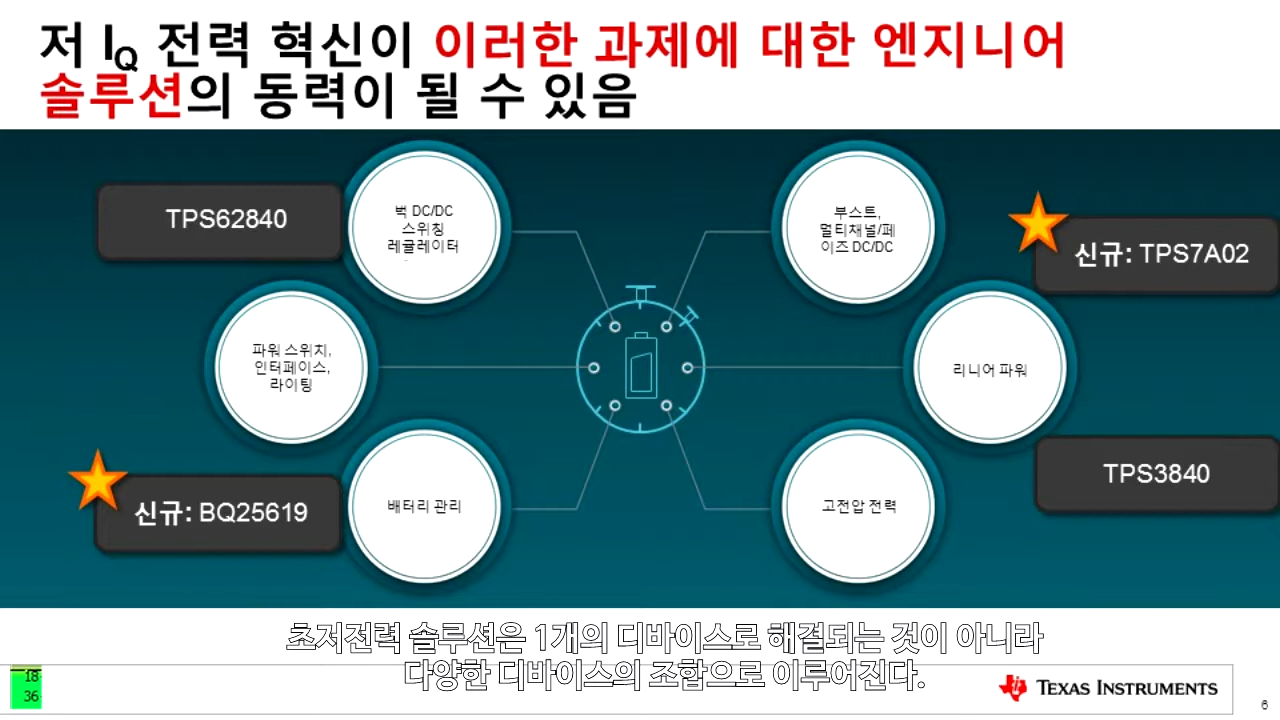 저 IQ 전력 혁신이 이러한 과제에 대한 엔지니어
솔루션의 동력이 될 수 있음
TPS62840
벅 DC/DC
스위칭
레귤레이터
부스트,
멀티채널/페
이즈 DC/DC
신규: TPS7A02
파워 스위치,
인터페이스,
라이팅
리니어 파워
신규: BQ25619
배터리 관리
고전압 전력
TPS3840
초저전력 솔루션은 1개의 디바이스로 해결되는 것이 아니라
다양한 디바이스의 조합으로 이루어진다.
18
36
TEXAS INSTRUMENTS
6